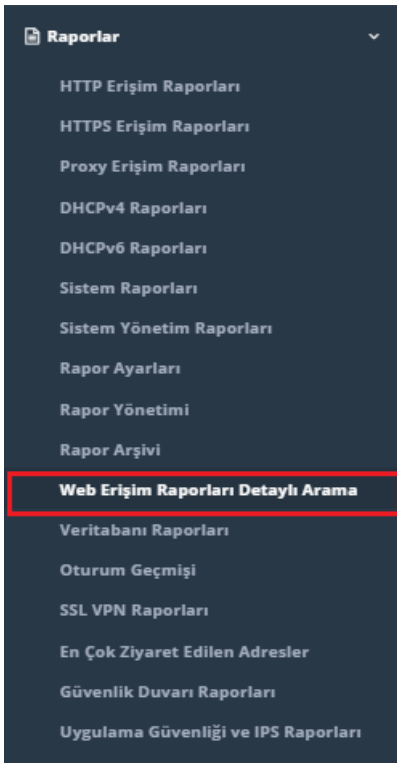 Raporlar
HTTP Erişim Raporları
HTTPS Erişim Raporları
Proxy Erişim Raporları
DHCPv4 Raporları
DHCPv6 Raporları
Sistem Raporları
Sistem Yönetim Raporları
Rapor Ayarları
Rapor Yönetimi
Rapor Arşivi
Web Erişim Raporları Detaylı Arama
Veritabanı Raporları
Oturum Geçmişi
SSL VPN Raporları
En Çok Ziyaret Edilen Adresler
Güvenlik Duvarı Raporları
Uygulama Güvenliği ve IPS Raporları